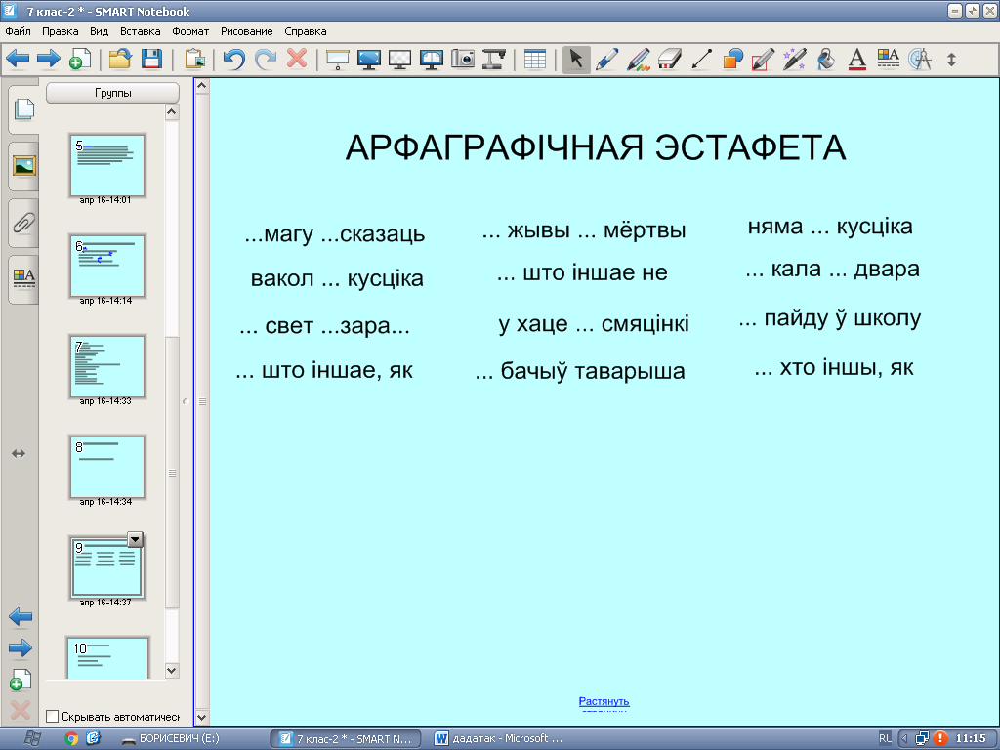 7 клас-2 * - SMART Notebook
Файл Правка Вид Вставка Формат Рисование Справка
Группы
5
апр 16-14:01
6
апр 16-14:14
7
апр 16-14:33
8
апр 16-14:34
9
апр 16-14:37
10
Скрывать автоматическ
АРФАГРАФІЧНАЯ ЭСТАФЕТА
...магу ...сказаць
... жывы ... мёртвы
няма ... кусціка
вакол ... кусціка
... што іншае не
... кала ... двара
... свет ...зара...
у хаце ... смяцінкі
... пайду ў школу
... што іншае, як
... бачыў таварыша
... хто іншы, як
Растянуть
БОРИСЕВИЧ (E:)
7 клас-2 * - SMART N...
дадатак - Microsoft ...
RL
11:15